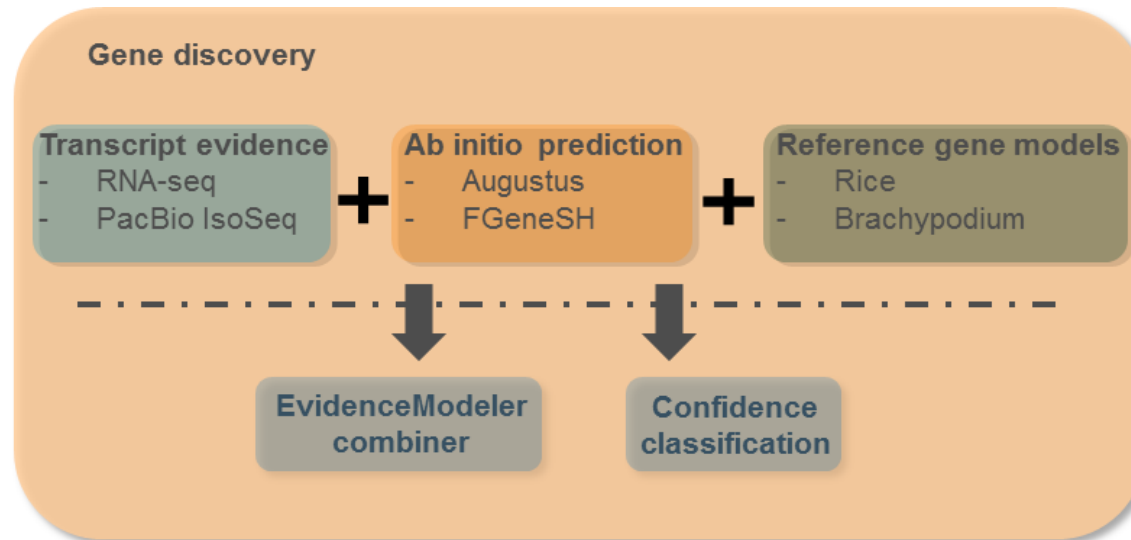 Gene discovery
Transcript evidence
- RNA-seq
- PacBio IsoSeq
Ab initio prediction
- Augustus
- FGeneSH
Reference gene models
- Rice
- Brachypodium
EvidenceModeler
combiner
Confidence
classification